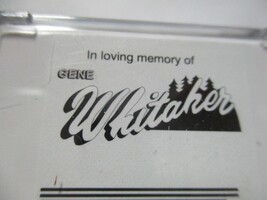 In loving memory of
GENE
Whitaker